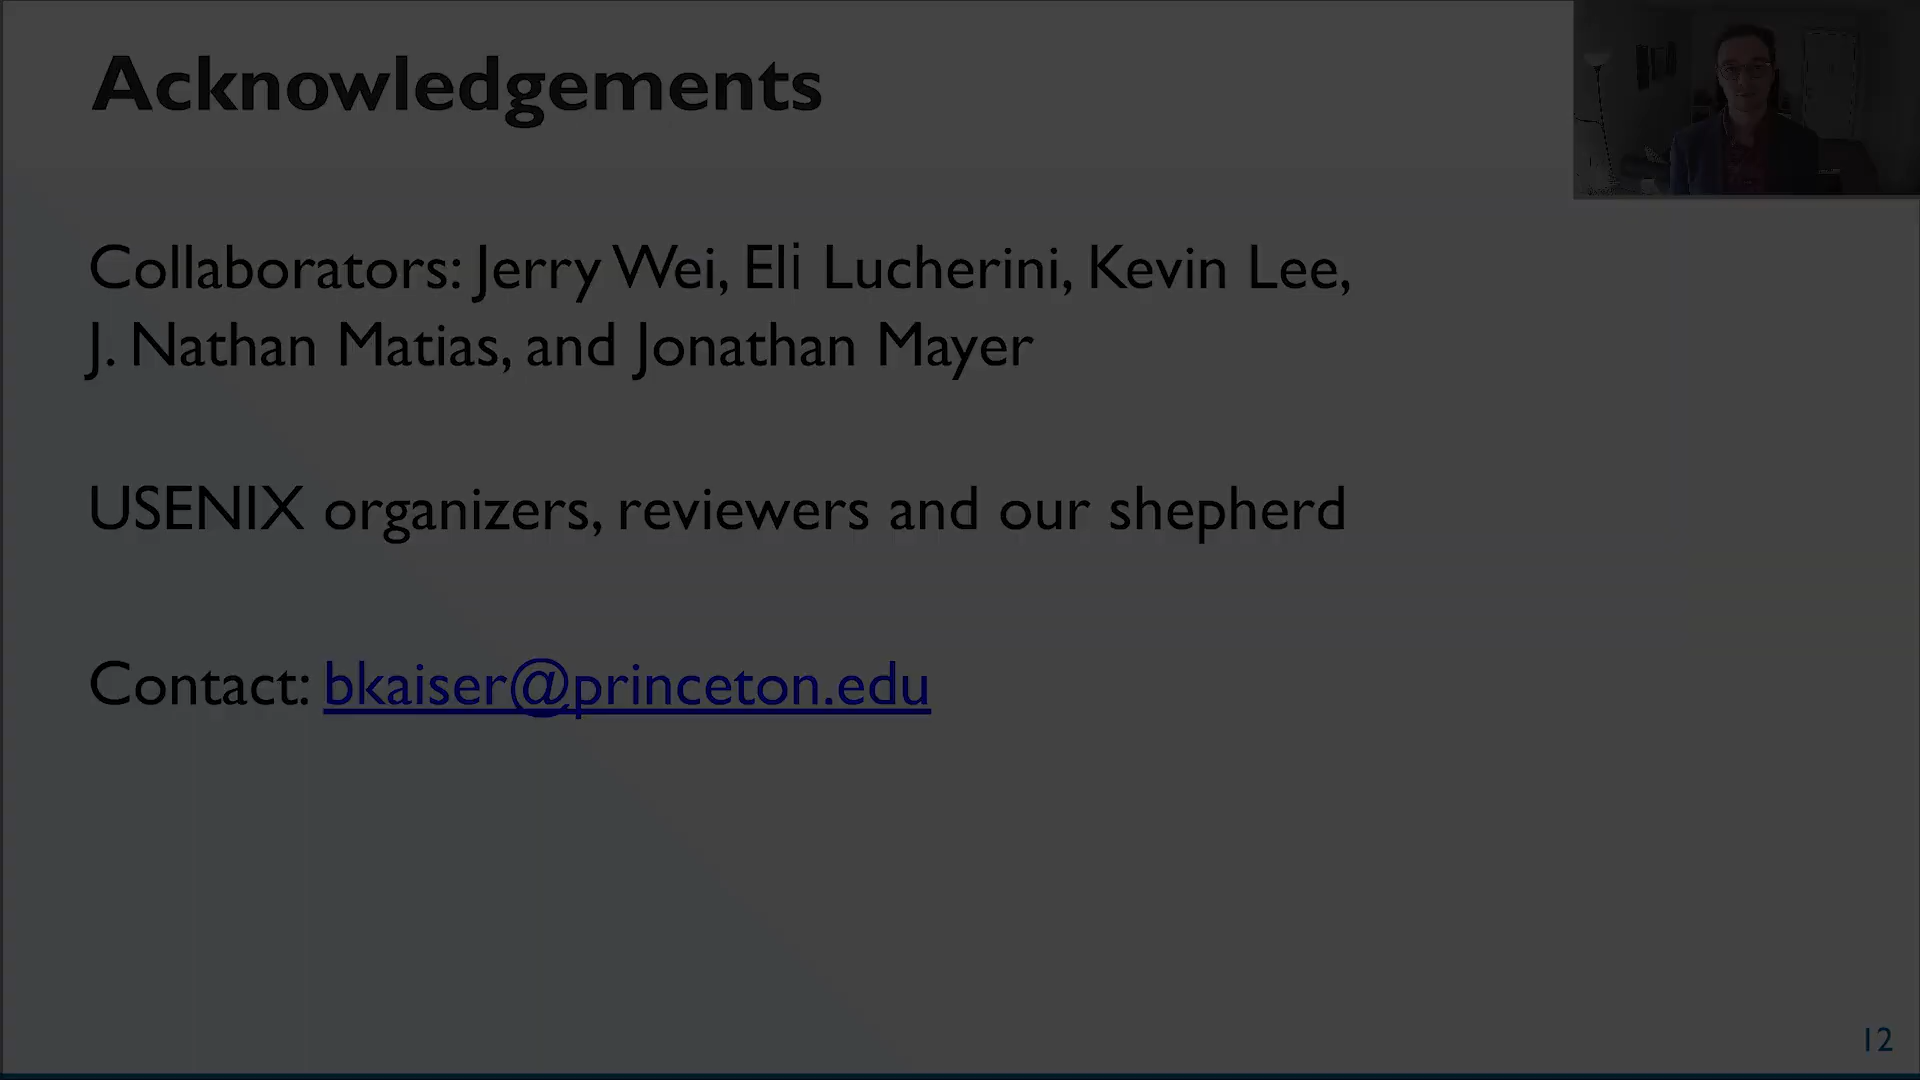 Acknowledgements
Collaborators: Jerry Wei, Eli Lucherini, Kevin Lee,
J. Nathan Matias, and Jonathan Mayer
USENIX organizers, reviewers and our shepherd
Contact: bkaiser@princeton.edu
12